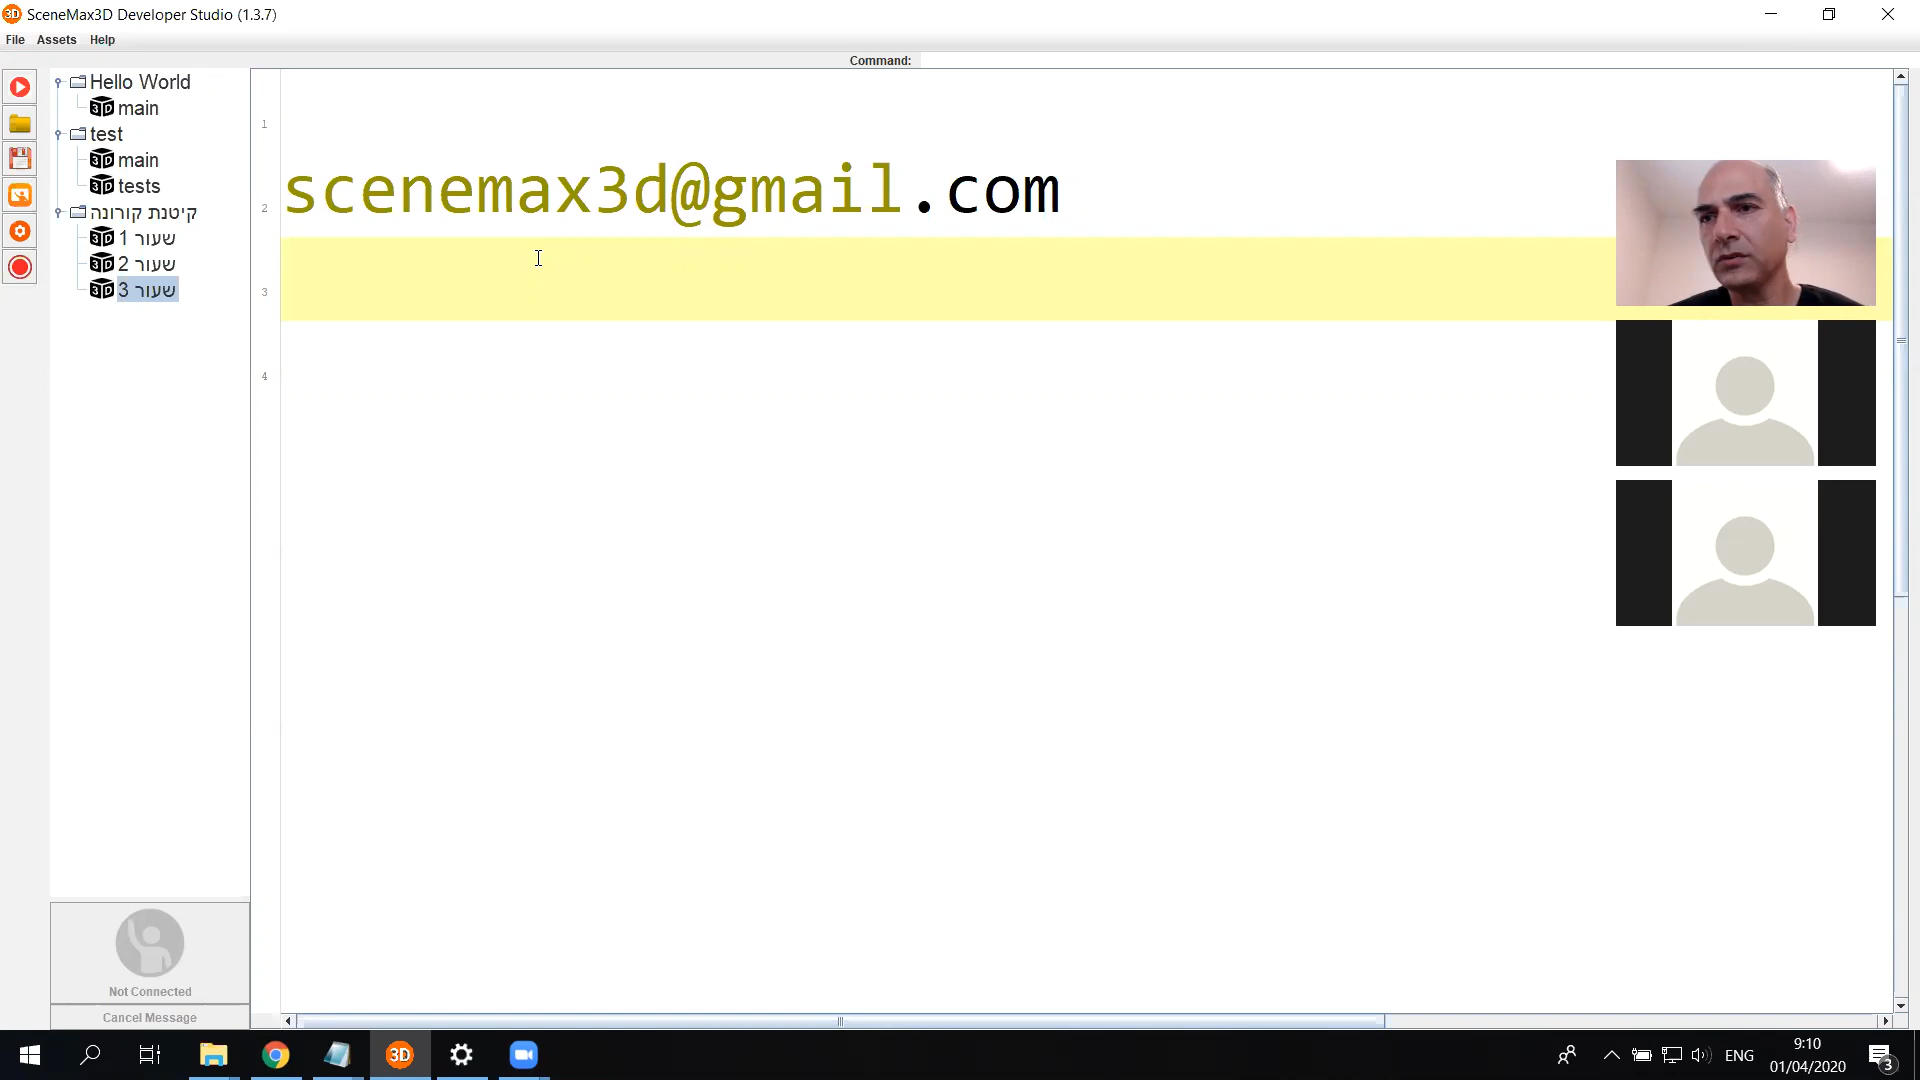 SceneMax3D Developer Studio (1.3.7)
File Assets Help
Command:
Hello World
main
test
main
tests
קיטנת קורונה
שעור 1
שעור 2
שעור 3
1
2
scenemax3d@gmail.com
3
4
Not Connected
Cancel Message
3D
ENG
9:10
01/04/2020
3